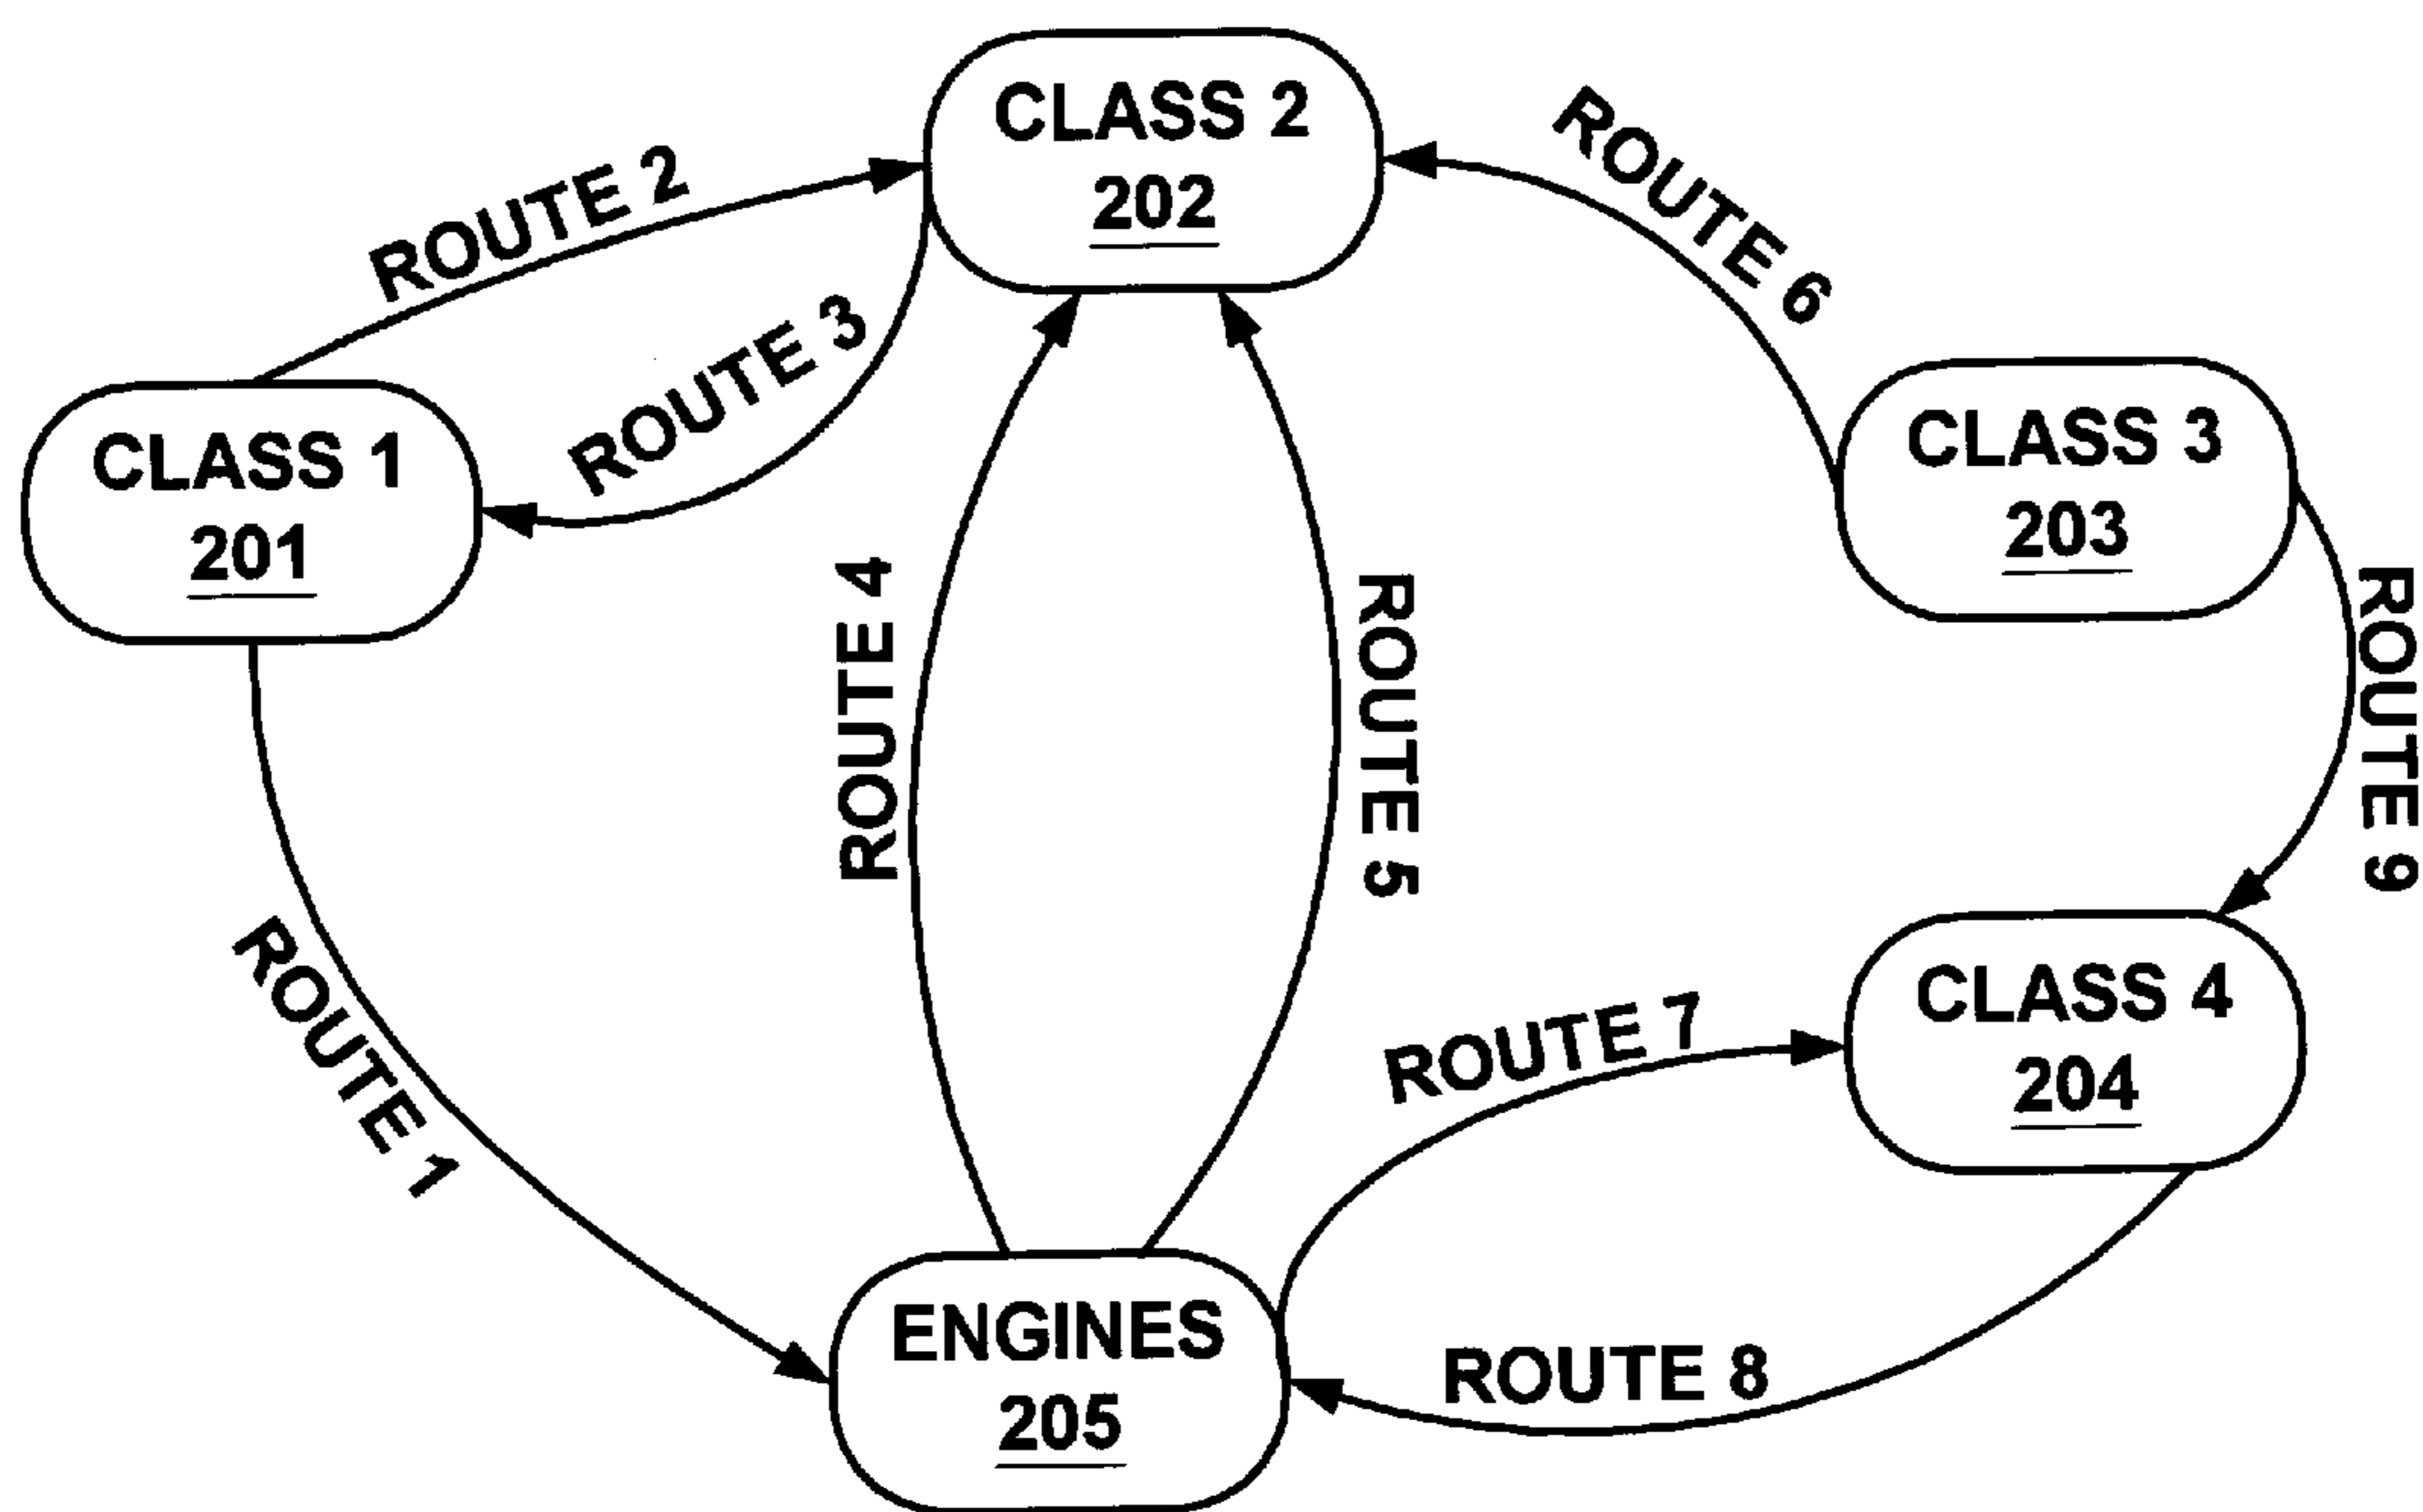 CLASS 2
202
ROUTE 2
ROUTE 6
ROUTE 3
CLASS 1
201
CLASS 3
203
ROUTE 4
ROUTE 5
ROUTE 9
ROUTE 1
CLASS 4
204
ROUTE 7
ENGINES
205
ROUTE 8